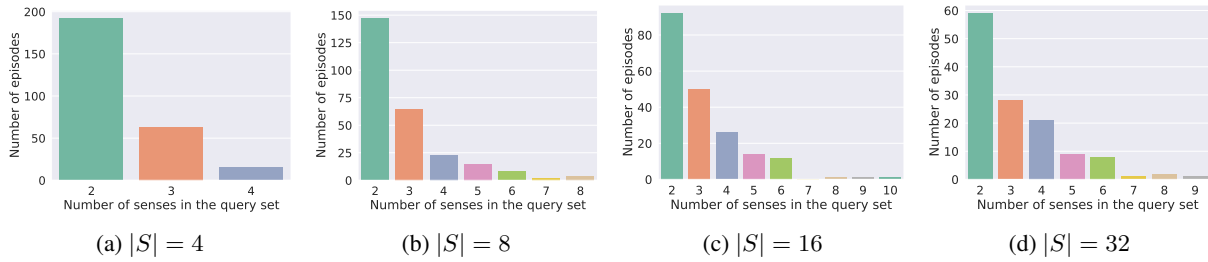 200
150
100
50
0
Number of episodes
2 3 4
Number of senses in the query set
(a) |S| = 4
150
125
100
75
50
25
0
Number of episodes
2 3 4 5 6 7 8
Number of senses in the query set
(b) |S| = 8
80
60
40
20
0
Number of episodes
2 3 4 5 6 7 8 9 10
Number of senses in the query set
(c) |S| = 16
60
50
40
30
20
10
0
Number of episodes
2 3 4 5 6 7 8 9
Number of senses in the query set
(d) |S| = 32